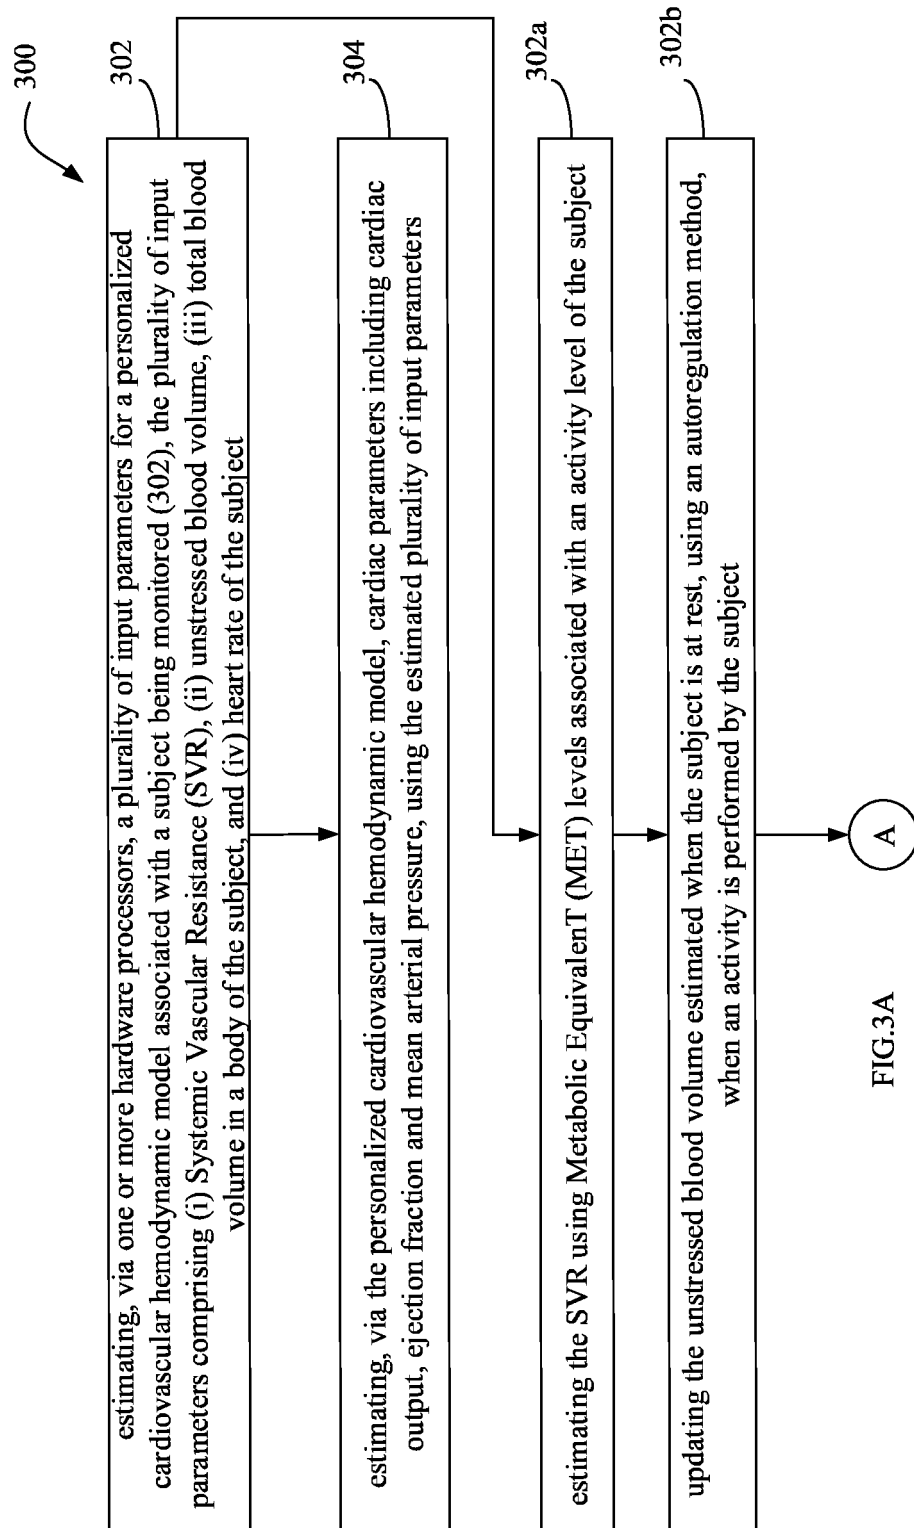 300
302
estimating, via one or more hardware processors, a plurality of input parameters for a personalized
cardiovascular hemodynamic model associated with a subject being monitored (302), the plurality of input
parameters comprising (i) Systemic Vascular Resistance (SVR), (ii) unstressed blood volume, (iii) total blood
volume in a body of the subject, and (iv) heart rate of the subject
304
estimating, via the personalized cardiovascular hemodynamic model, cardiac parameters including cardiac
output, ejection fraction and mean arterial pressure, using the estimated plurality of input parameters
302a
estimating the SVR using Metabolic EquivalenT (MET) levels associated with an activity level of the subject
302b
updating the unstressed blood volume estimated when the subject is at rest, using an autoregulation method,
when an activity is performed by the subject
A
FIG.3A